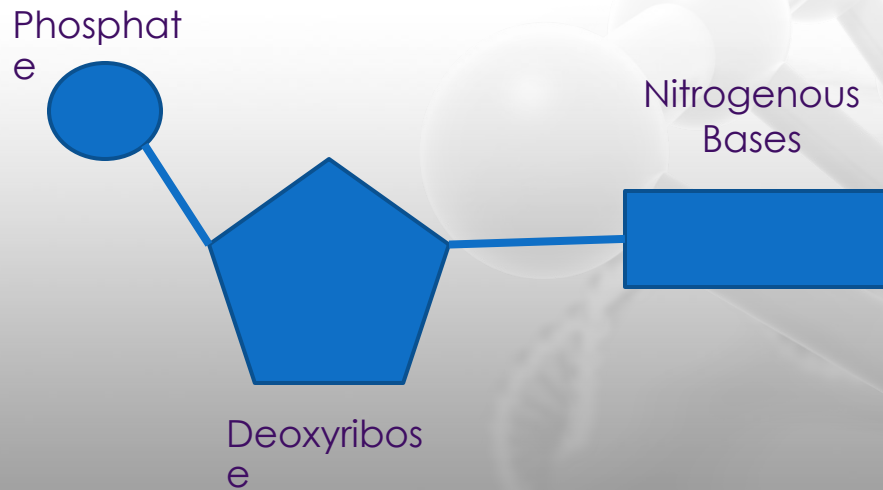 Phosphat
e
Nitrogenous
Bases
Deoxyribos
e